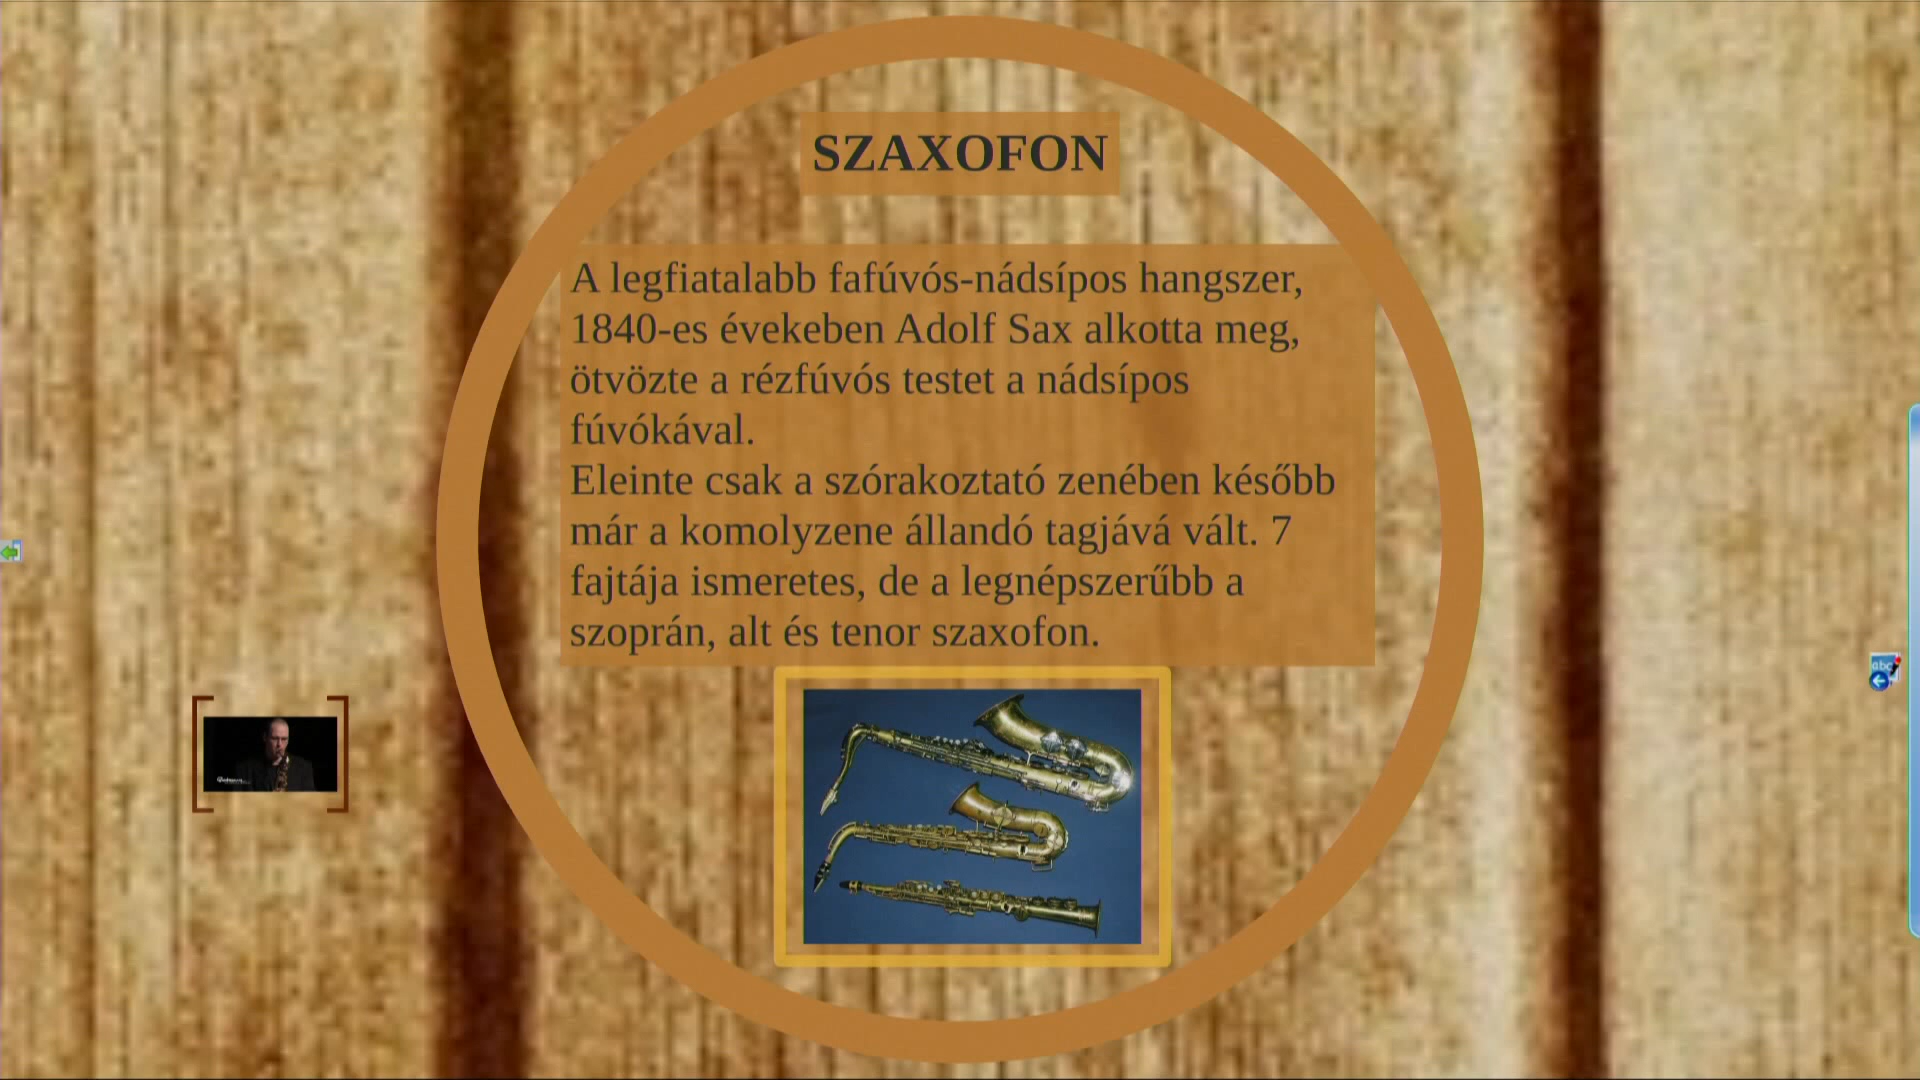 SZAXOFON
A legfiatalabb fafúvós-nádsípos hangszer,
1840-es évekeben Adolf Sax alkotta meg,
ötvözte a rézfúvós testet a nádsípos
fúvókával.
Eleinte csak a szórakoztató zenében később
már a komolyzene állandó tagjává vált. 7
fajtája ismeretes, de a legnépszerűbb a
szoprán, alt és tenor szaxofon.
abc